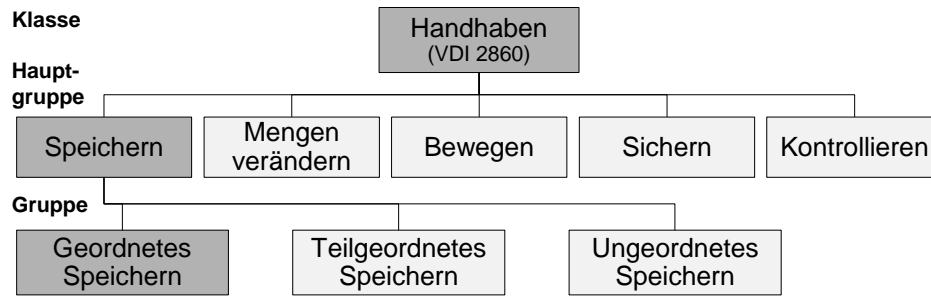 Klasse
Handhaben
(VDI 2860)
Haupt-
gruppe
Speichern
Mengen
verändern
Bewegen
Sichern
Kontrollieren
Gruppe
Geordnetes
Speichern
Teilgeordnetes
Speichern
Ungeordnetes
Speichern